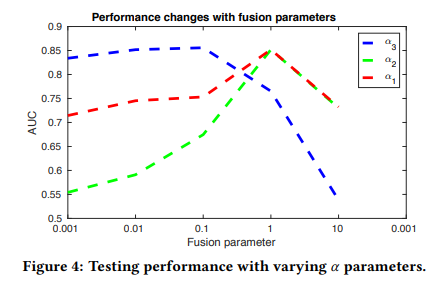 Performance changes with fusion parameters
0.9
0.85
0.8
0.75
0.7
0.65
0.6
0.55
0.5
AUC
α3
α2
α1
0.001 0.01 0.1 1 10 0.001
Fusion parameter
Figure 4: Testing performance with varying α parameters.